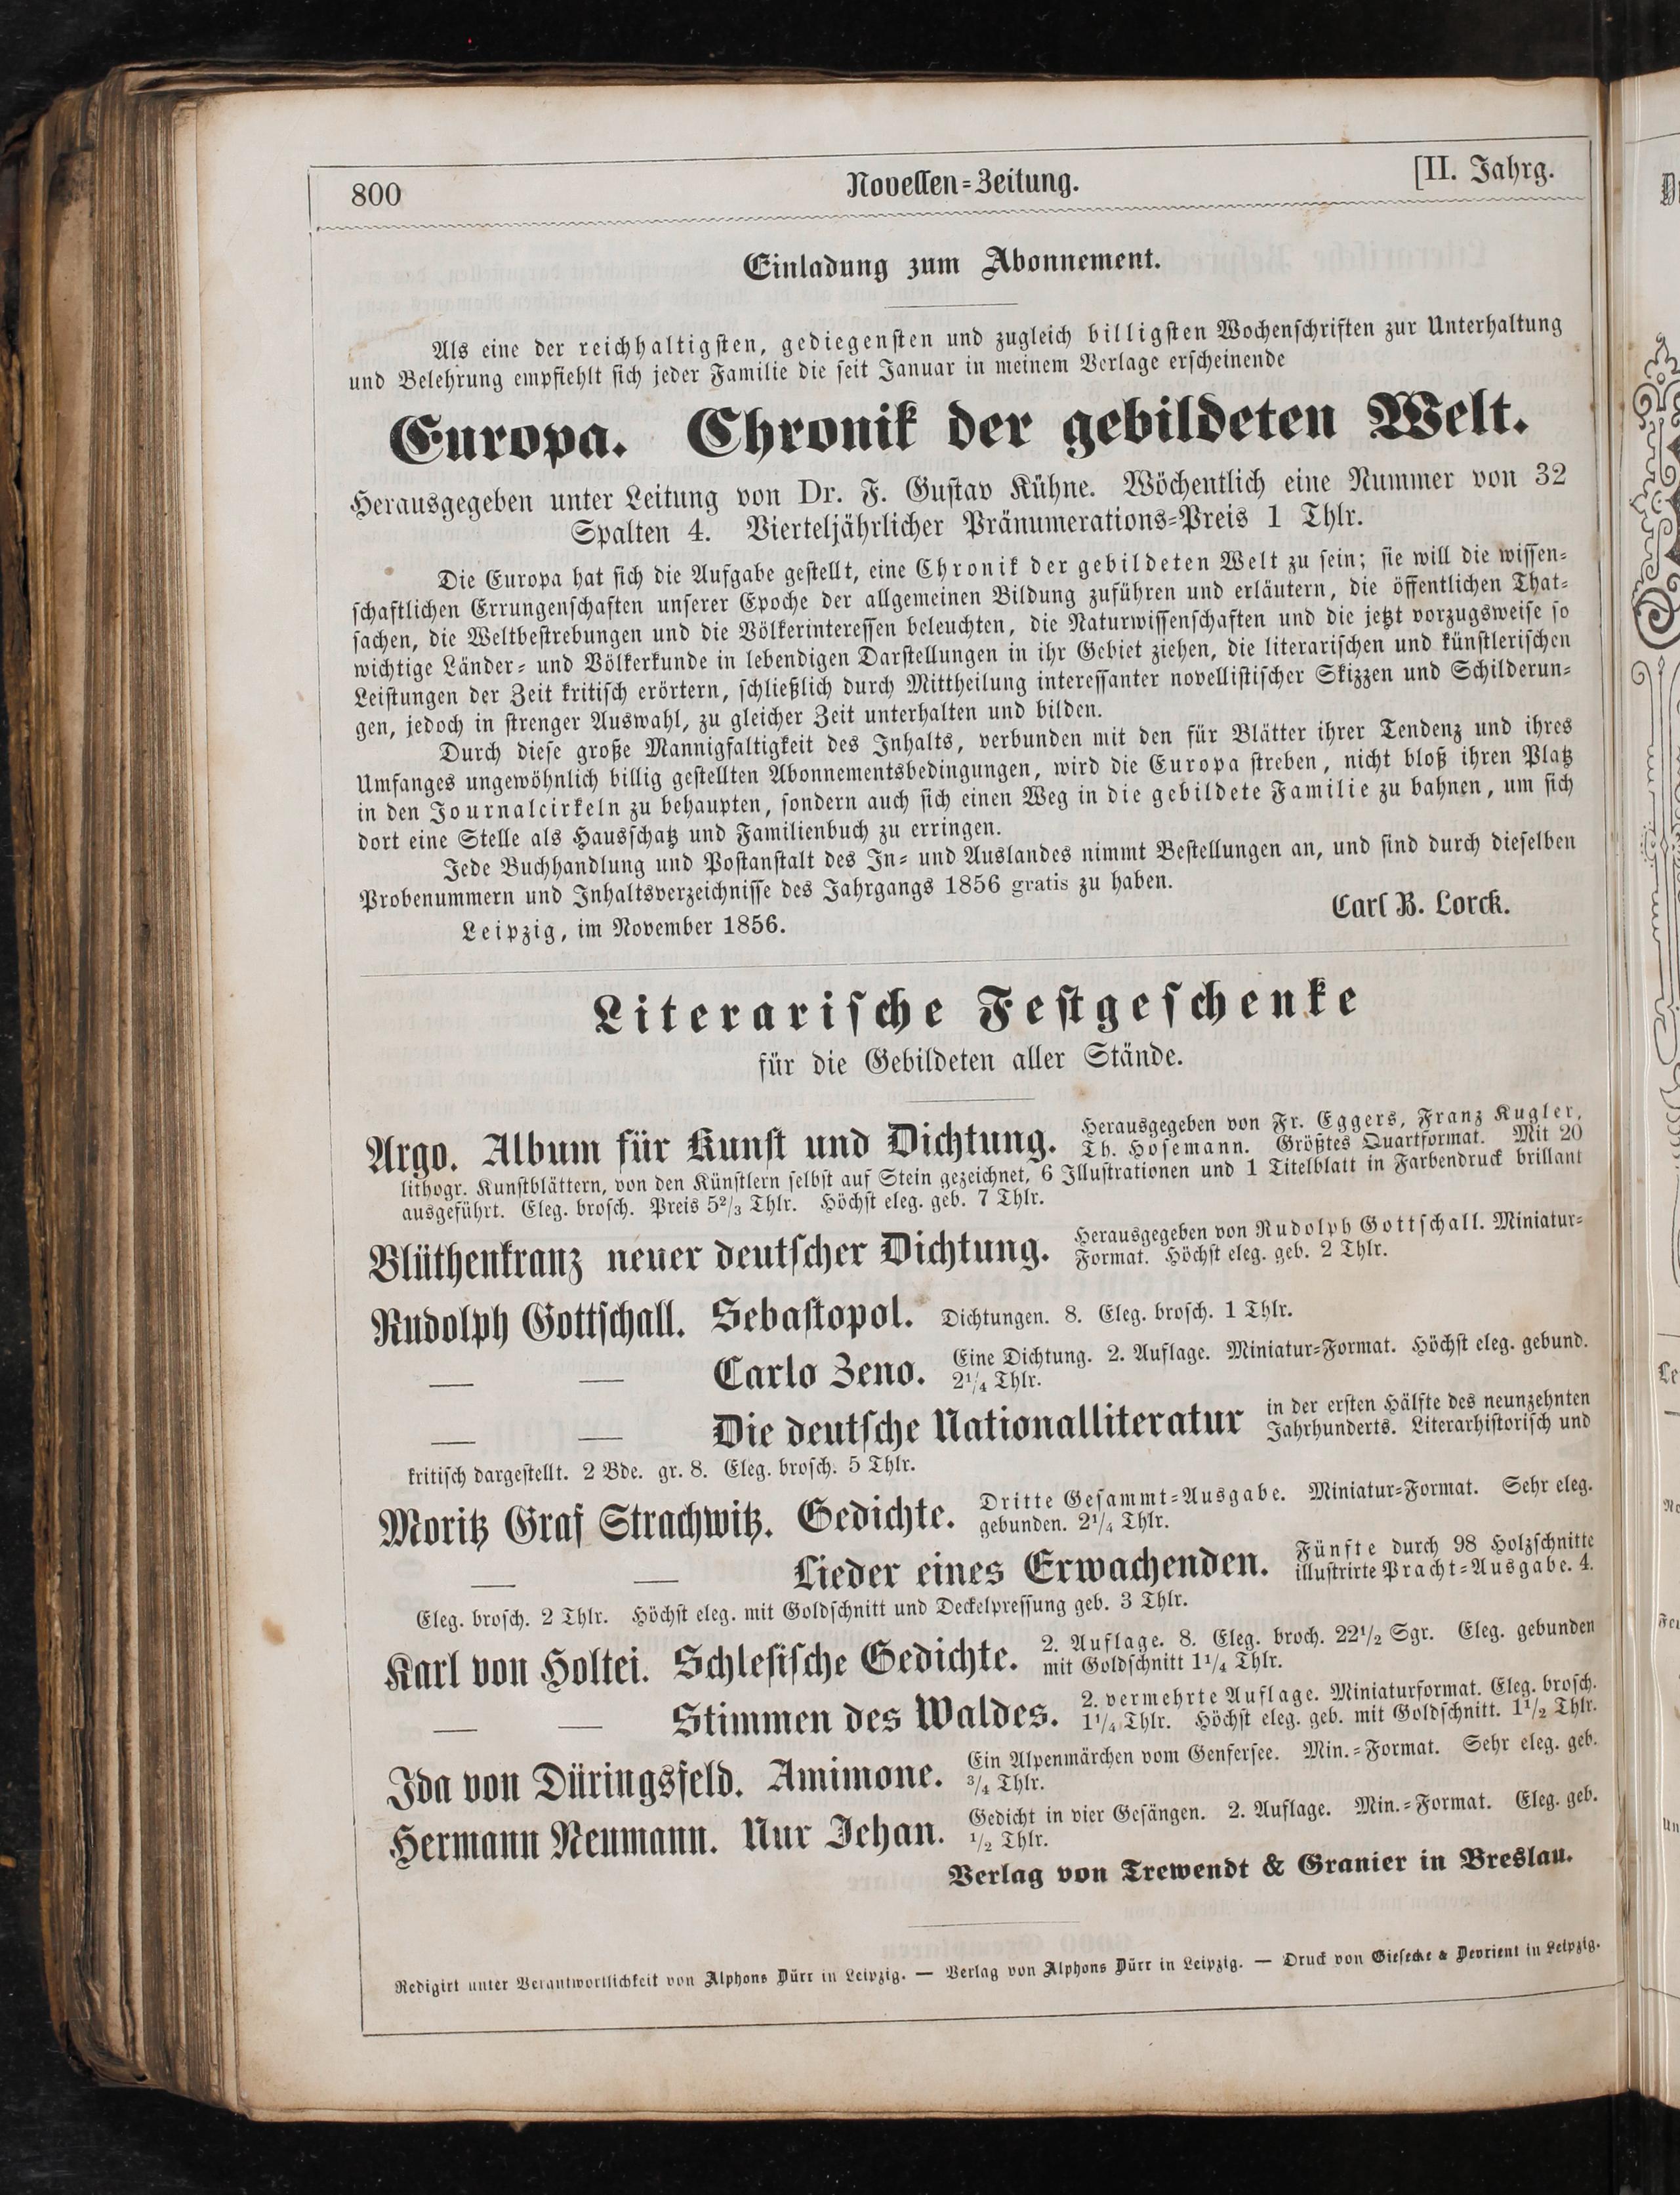 800
Novellen-Zeitung.
[II. Jahrg.
Einladung zum Abonnement.
Als eine der reichhaltigsten, gediegensten und zugleich billigsten Wochenschriften zur Unterhaltung
und Belehrung empfiehlt sich jeder Familie die seit Januar in meinem Verlage erscheinende
Europa. Chronik der gebildeten Welt.
Herausgegeben unter Leitung von Dr. F. Gustav Kühne. Wöchentlich eine Nummer von 32
Spalten 4. Vierteljährlicher Pränumerations-Preis 1 Thlr.
Die Europa hat sich die Aufgabe gestellt, eine Chronik der gebildeten Welt zu sein; sie will die wissen-
schaftlichen Errungenschaften unserer Epoche der allgemeinen Bildung zuführen und erläutern, die öffentlichen That-
sachen, die Weltbestrebungen und die Völkerinteressen beleuchten, die Naturwissenschaften und die jetzt vorzugsweise so
wichtige Länder- und Völkerkunde in lebendigen Darstellungen in ihr Gebiet ziehen, die literarischen und künstlerischen
Leistungen der Zeit kritisch erörtern, schließlich durch Mittheilung interessanter novellistischer Skizzen und Schilderun-
gen, jedoch in strenger Auswahl, zu gleicher Zeit unterhalten und bilden.
Durch diese große Mannigfaltigkeit des Inhalts, verbunden mit den für Blätter ihrer Tendenz und ihres
Umfanges ungewöhnlich billig gestellten Abonnementsbedingungen, wird die Europa streben, nicht bloß ihren Platz
in den Journalcirkeln zu behaupten, sondern auch sich einen Weg in die gebildete Familie zu bahnen, um sich
dort eine Stelle als Hausschatz und Familienbuch zu erringen.
Jede Buchhandlung und Postanstalt des In- und Auslandes nimmt Bestellungen an, und sind durch dieselben
Probenummern und Inhaltsverzeichnisse des Jahrgangs 1856 gratis zu haben.
Leipzig, im November 1856.
Carl B. Lorck.
Literarische Festgeschenke
für die Gebildeten aller Stände.
Argo. Album für Kunst und Dichtung. Herausgegeben von Fr. Eggers, Franz Kugler,
Th. Hosemann. Größtes Quartformat. Mit 20
lithogr. Kunstblättern, von den Künstlern selbst auf Stein gezeichnet, 6 Illustrationen und 1 Titelblatt in Farbendruck brillant
ausgeführt. Eleg. brosch. Preis 5²/₃ Thlr. Höchst eleg. geb. 7 Thlr.
Blüthenkranz neuer deutscher Dichtung. Herausgegeben von Rudolph Gottschall. Miniatur-
Format. Höchst eleg. geb. 2 Thlr.
Rudolph Gottschall. Sebastopol. Dichtungen. 8. Eleg. brosch. 1 Thlr.
— — Carlo Zeno. Eine Dichtung. 2. Auflage. Miniatur-Format. Höchst eleg. gebund.
2¹/₄ Thlr.
— — Die deutsche Nationalliteratur in der ersten Hälfte des neunzehnten
Jahrhunderts. Literarhistorisch und
kritisch dargestellt. 2 Bde. gr. 8. Eleg. brosch. 5 Thlr.
Moritz Graf Strachwitz. Gedichte. Dritte Gesammt-Ausgabe. Miniatur-Format. Sehr eleg.
gebunden. 2¹/₄ Thlr.
— — Lieder eines Erwachenden. Fünfte durch 98 Holzschnitte
illustrirte Pracht-Ausgabe. 4.
Eleg. brosch. 2 Thlr. Höchst eleg. mit Goldschnitt und Deckelpressung geb. 3 Thlr.
Karl von Holtei. Schlesische Gedichte. 2. Auflage. 8. Eleg. broch. 22¹/₂ Sgr. Eleg. gebunden
mit Goldschnitt 1¹/₄ Thlr.
— — Stimmen des Waldes. 2. vermehrte Auflage. Miniaturformat. Eleg. brosch.
1¹/₄ Thlr. Höchst eleg. geb. mit Goldschnitt. 1¹/₂ Thlr.
Ida von Düringsfeld. Amimone. Ein Alpenmärchen vom Genfersee. Min.-Format. Sehr eleg. geb.
³/₄ Thlr.
Hermann Neumann. Nur Jehan. Gedicht in vier Gesängen. 2. Auflage. Min.-Format. Eleg. geb.
¹/₂ Thlr.
Verlag von Trewendt & Granier in Breslau.
Redigirt unter Verantwortlichkeit von Alphons Dürr in Leipzig. — Verlag von Alphons Dürr in Leipzig. — Druck von Giesecke & Devrient in Leipzig.